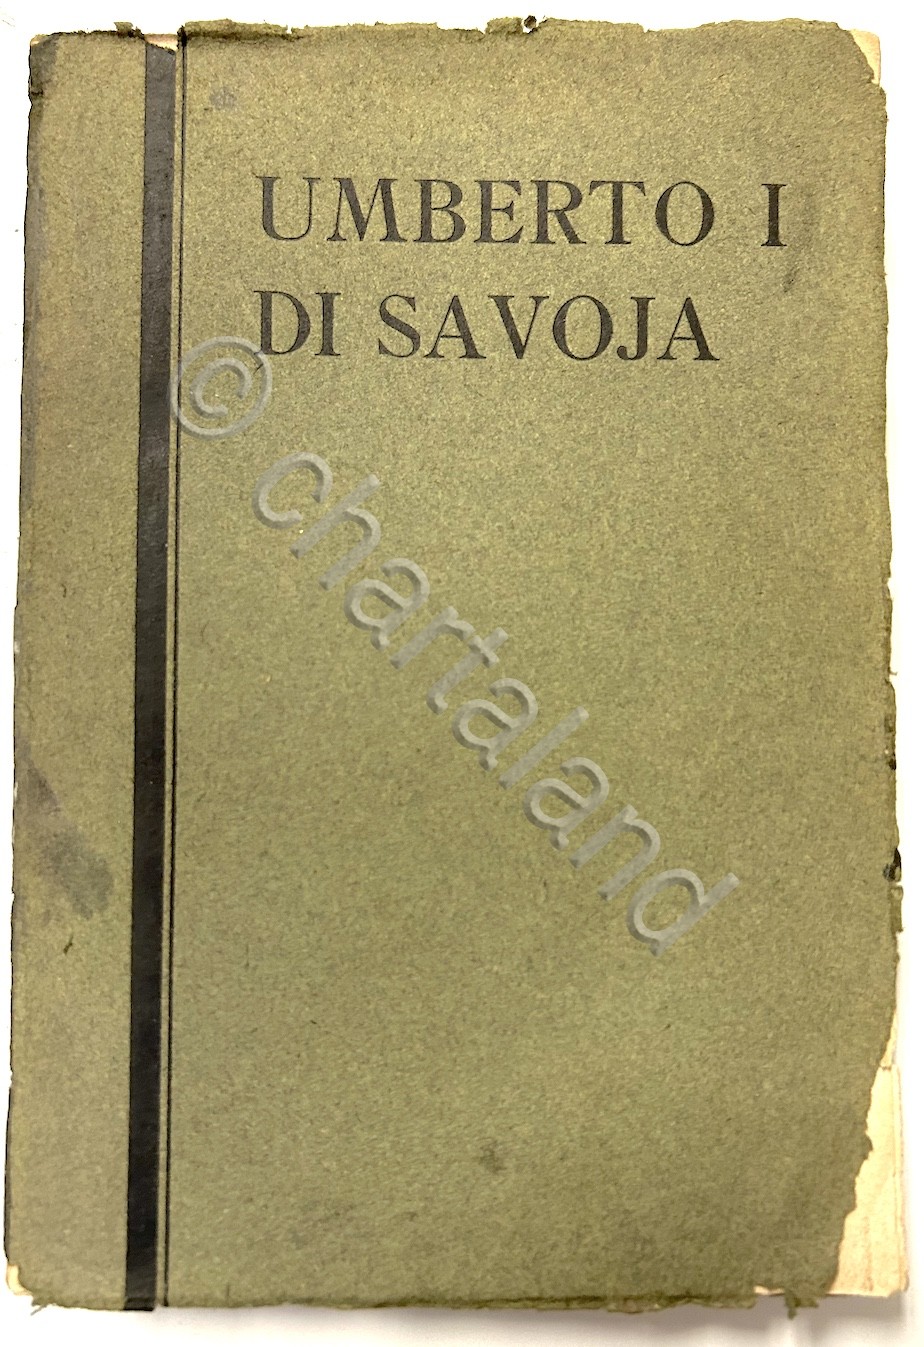 UMBERTO I
DI SAVOJA
© chartaland